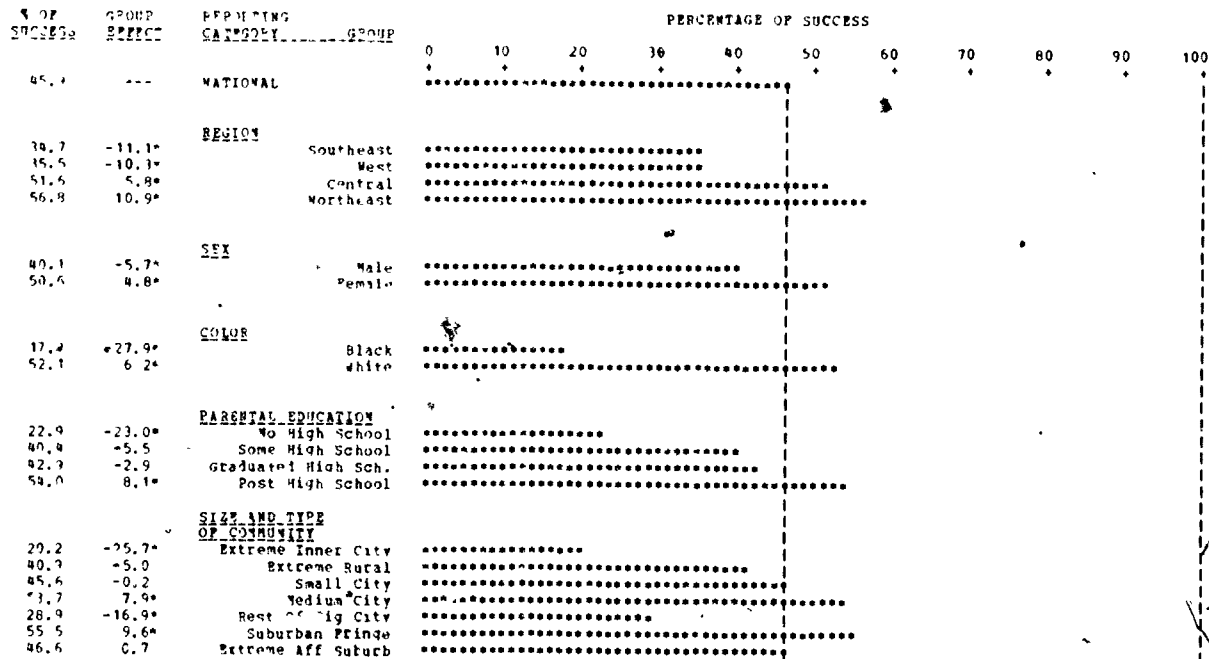 % OF GROUP REPORTING PERCENTAGE OF SUCCESS
SUCCESS EFFECT CATEGORY GROUP
0 10 20 30 40 50 60 70 80 90 100
45.9 --- NATIONAL
REGION
34.7 -11.1* Southeast
35.5 -10.3* West
51.6 5.8* Central
56.8 10.9* Northeast
SEX
40.1 -5.7* Male
50.6 4.8* Female
COLOR
-27.9* Black
52.1 6.2* White
PARENTAL EDUCATION
22.9 -23.0* No High School
40.4 -5.5 Some High School
-2.9 Graduated High Sch.
54.0 8.1* Post High School
SIZE AND TYPE
OF COMMUNITY
20.2 -25.7* Extreme Inner City
-5.0 Extreme Rural
45.6 -0.2 Small City
7.9* Medium City
28.9 -16.9* Rest Of Big City
55.5 9.6* Suburban Fringe
46.6 0.7 Extreme Aff Suburb